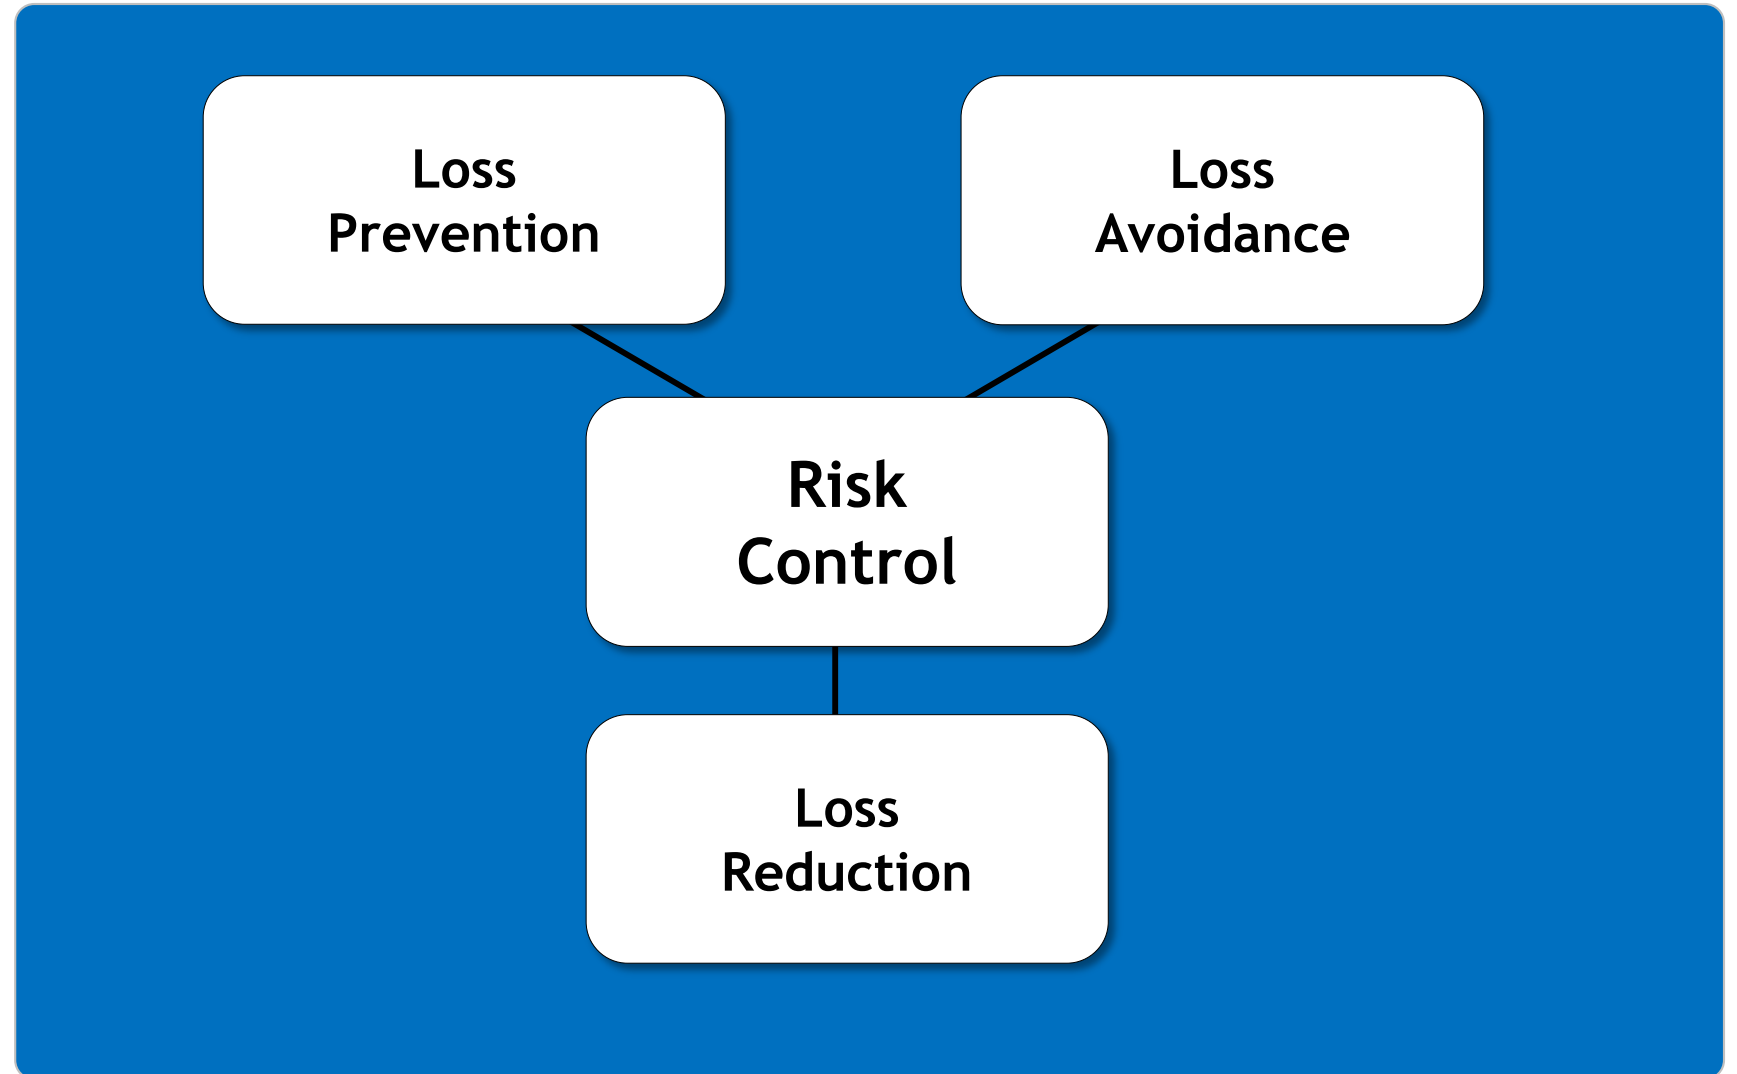 Loss
Prevention
Loss
Avoidance
Risk
Control
Loss
Reduction